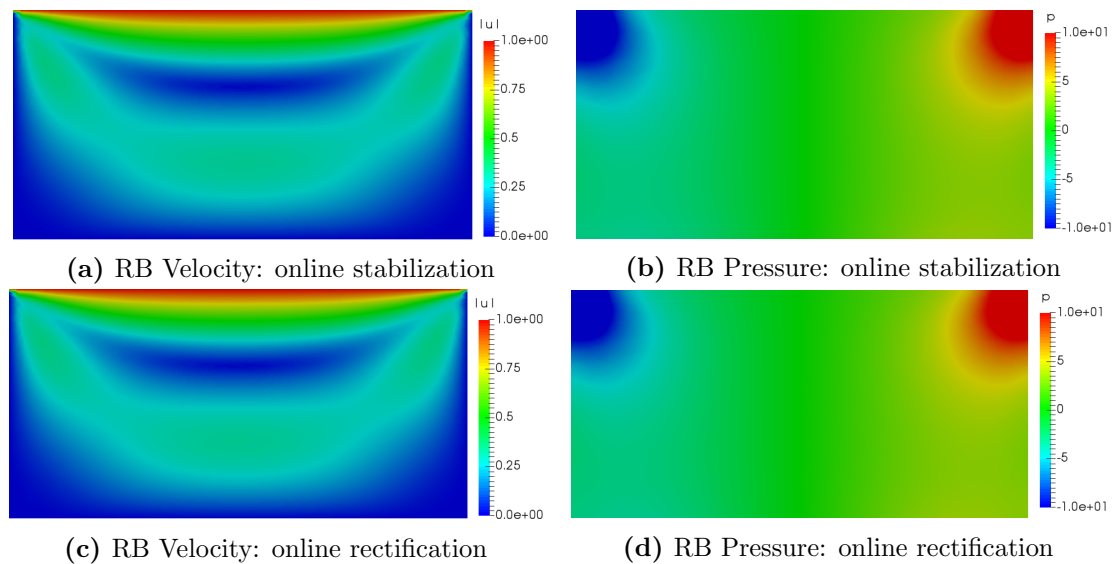 |u|
1.0e+00
0.75
0.5
0.25
0.0e+00
p
1.0e+01
5
0
-5
-1.0e+01
(a) RB Velocity: online stabilization
(b) RB Pressure: online stabilization
|u|
1.0e+00
0.75
0.5
0.25
0.0e+00
p
1.0e+01
5
0
-5
-1.0e+01
(c) RB Velocity: online rectification
(d) RB Pressure: online rectification